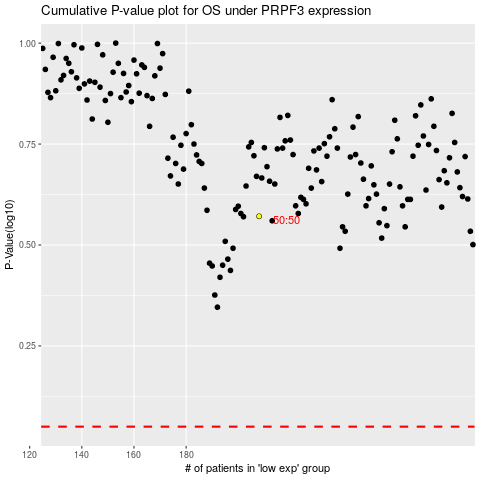 Cumulative P-value plot for OS under PRPF3 expression
P-Value(log10)
1.00
0.75
0.50
0.25
50:50
120 140 160 180
# of patients in 'low exp' group